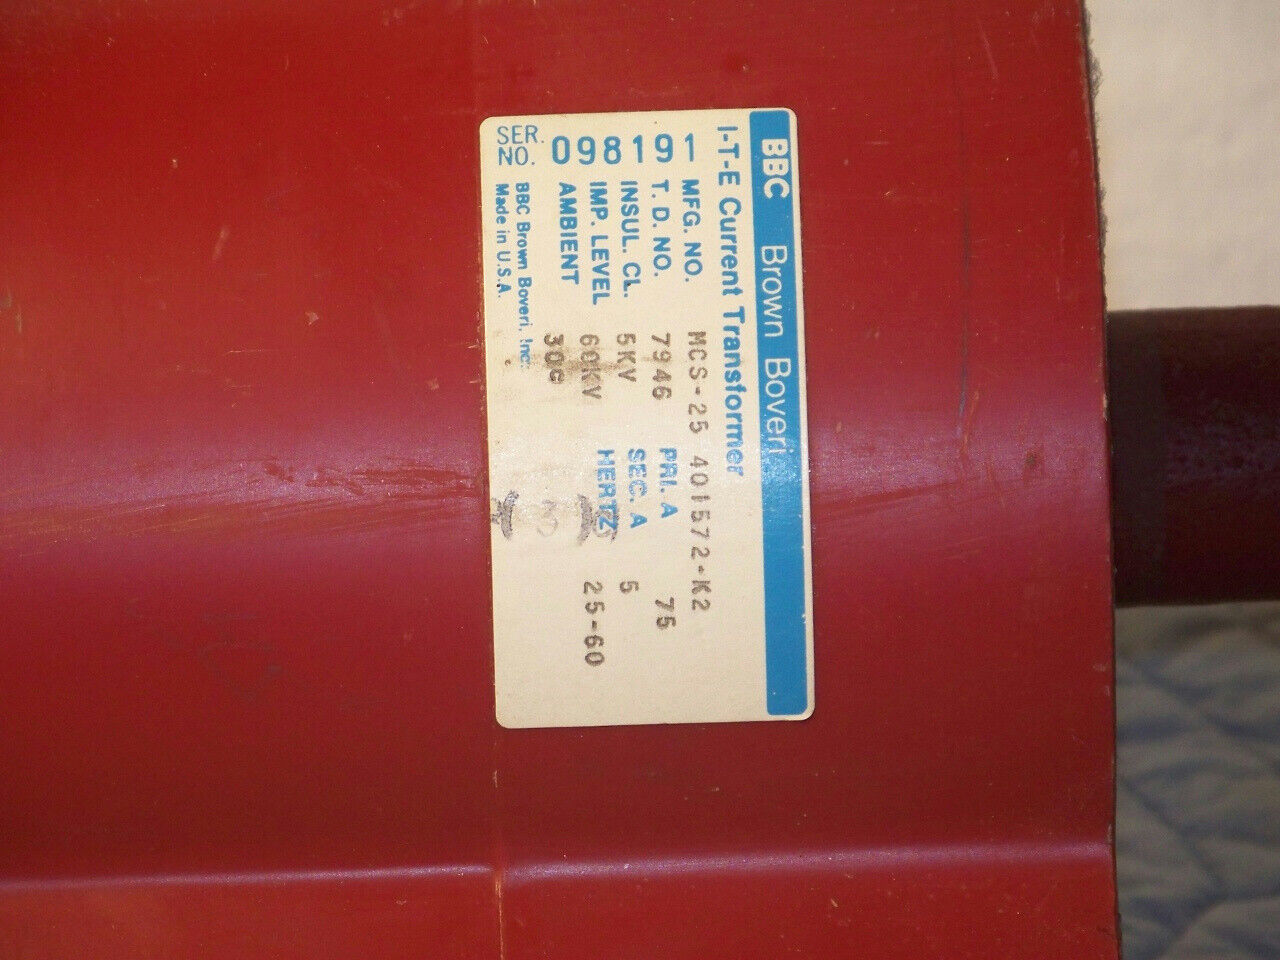 BBC Brown Boveri
I-T-E Current Transformer
MFG. NO. MCS-25 401572-K2
T. D. NO. 7946 PRI. A 75
INSUL. CL. 5KV SEC. A 5
IMP. LEVEL 60KV HERTZ 25-60
AMBIENT 30C
BBC Brown Boveri, Inc.
Made in U.S.A.
SER.
NO. 098191